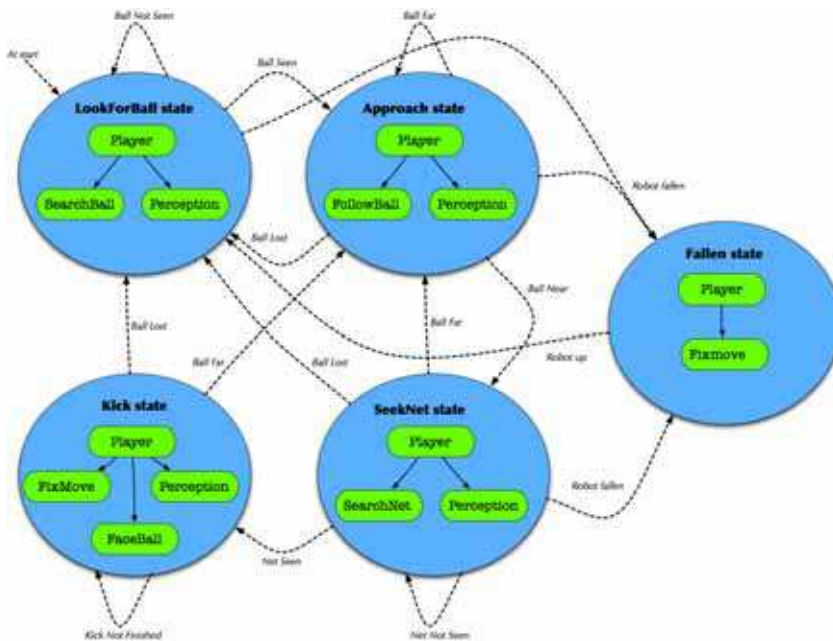 Ball Not Seen
Ball Far
At start
Ball Seen
LookForBall state
Player
SearchBall
Perception
Approach state
Player
FollowBall
Perception
Robot fallen
Ball Lost
Fallen state
Player
Fixmove
Ball Near
Ball Lost
Ball Far
Ball Lost
Ball Far
Robot up
Kick state
Player
FixMove
Perception
FaceBall
SeekNet state
Player
SearchNet
Perception
Robot fallen
Net Seen
Kick Not Finished
Net Not Seen